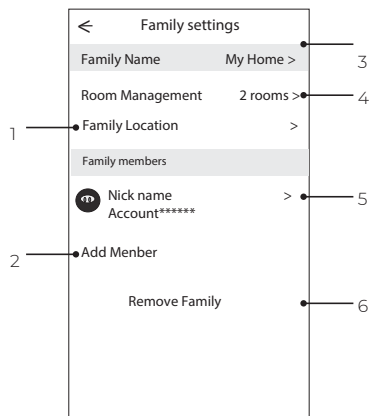 ← Family settings
Family Name My Home >
3
Room Management 2 rooms >
4
1
Family Location >
Family members
Nick name >
Account******
5
2
Add Menber
Remove Family
6